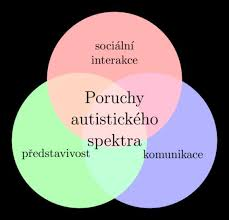 sociální
interakce
Poruchy
autistického
spektra
představivost
komunikace